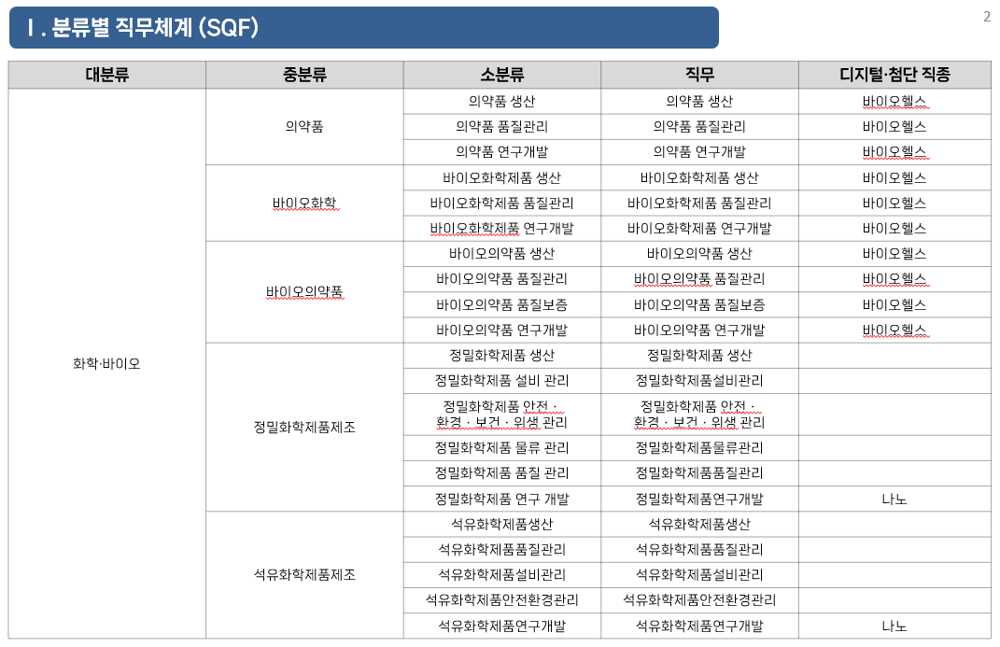 Ⅰ. 분류별 직무체계 (SQF)
2
대분류 중분류 소분류 직무 디지털·첨단 직종
화학·바이오
의약품
의약품 생산 의약품 생산 바이오헬스
의약품 품질관리 의약품 품질관리 바이오헬스
의약품 연구개발 의약품 연구개발 바이오헬스
바이오화학
바이오화학제품 생산 바이오화학제품 생산 바이오헬스
바이오화학제품 품질관리 바이오화학제품 품질관리 바이오헬스
바이오화학제품 연구개발 바이오화학제품 연구개발 바이오헬스
바이오의약품
바이오의약품 생산 바이오의약품 생산 바이오헬스
바이오의약품 품질관리 바이오의약품 품질관리 바이오헬스
바이오의약품 품질보증 바이오의약품 품질보증 바이오헬스
바이오의약품 연구개발 바이오의약품 연구개발 바이오헬스
정밀화학제품제조
정밀화학제품 생산 정밀화학제품 생산
정밀화학제품 설비 관리 정밀화학제품설비관리
정밀화학제품 안전 · 정밀화학제품 안전 ·
환경 · 보건 · 위생 관리 환경 · 보건 · 위생 관리
정밀화학제품 물류 관리 정밀화학제품물류관리
정밀화학제품 품질 관리 정밀화학제품품질관리
정밀화학제품 연구 개발 정밀화학제품연구개발 나노
석유화학제품제조
석유화학제품생산 석유화학제품생산
석유화학제품품질관리 석유화학제품품질관리
석유화학제품설비관리 석유화학제품설비관리
석유화학제품안전환경관리 석유화학제품안전환경관리
석유화학제품연구개발 석유화학제품연구개발 나노